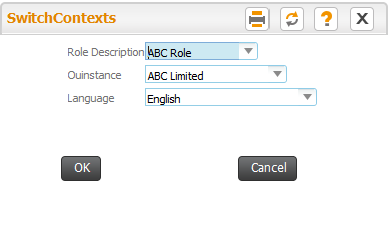 SwitchContexts
Role Description ABC Role
Ouinstance ABC Limited
Language English
OK Cancel